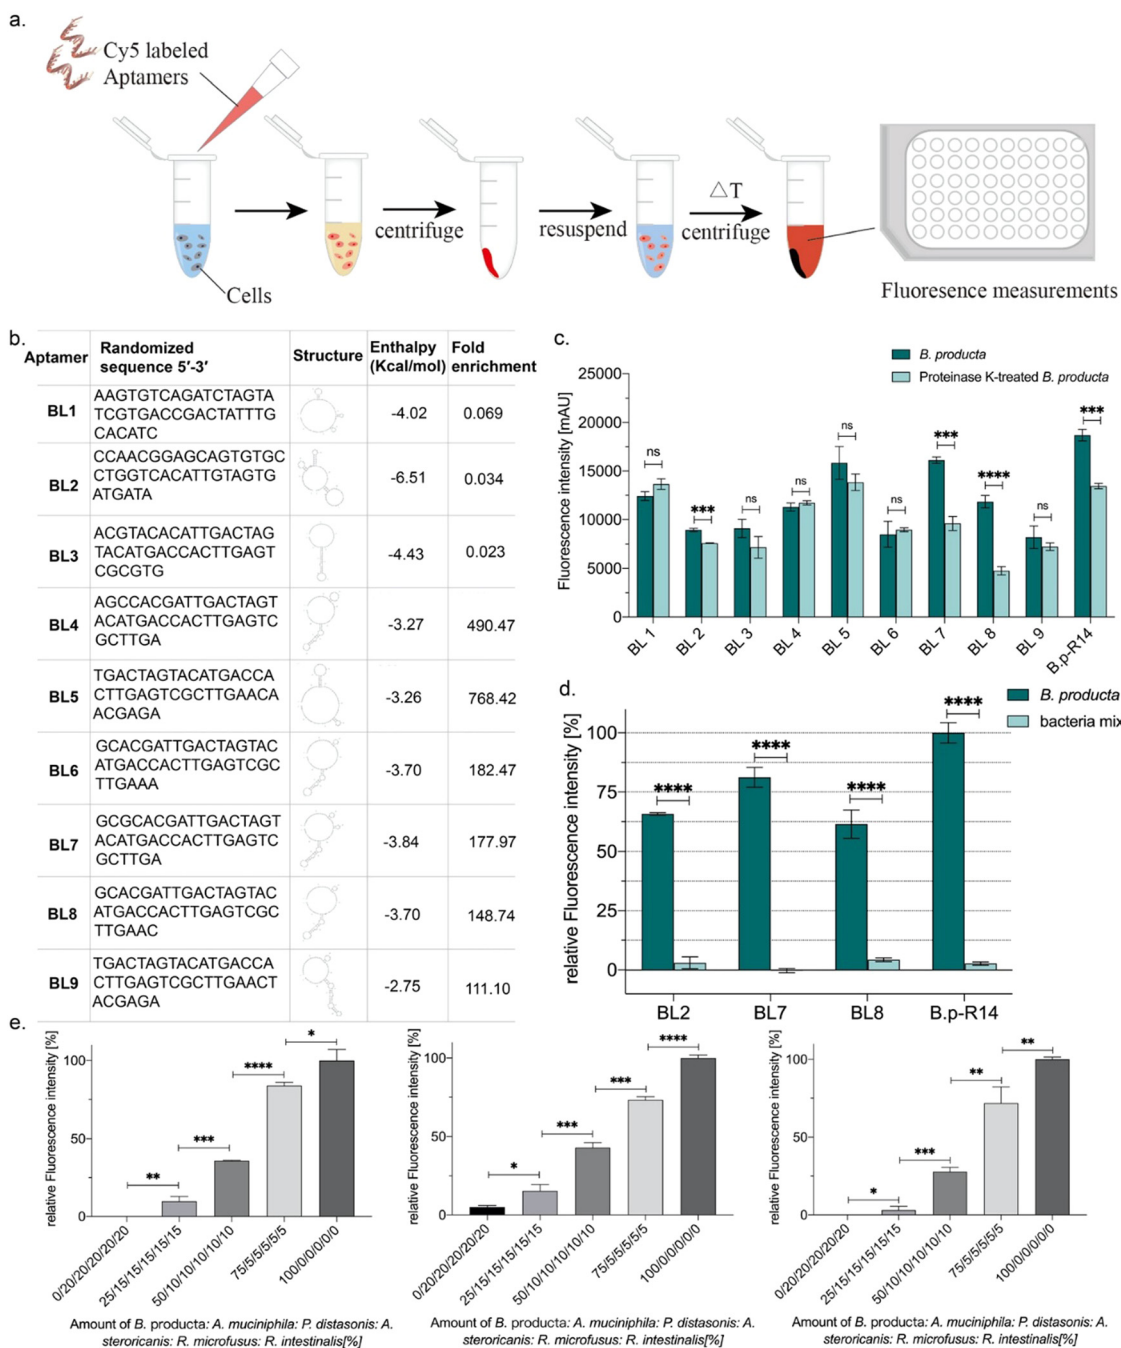 a.
Cy5 labeled
Aptamers
Cells
centrifuge
resuspend
△T
centrifuge
Fluoresence measurements
b.
Aptamer Randomized sequence 5′-3′ Structure Enthalpy (Kcal/mol) Fold enrichment
BL1
AAGTGTCAGATCTAGTA
TCGTGACCGACTATTTG
CACATC
-4.02 0.069
BL2
CCAACGGAGCAGTGTGC
CTGGTCACATTGTAGTG
ATGATA
-6.51 0.034
BL3
ACGTACACATTGACTAG
TACATGACCACTTGAGT
CGCGTG
-4.43 0.023
BL4
AGCCACGATTGACTAGT
ACATGACCACTTGAGTC
GCTTGA
-3.27 490.47
BL5
TGACTAGTACATGACCA
CTTGAGTCGCTTGAACA
ACGAGA
-3.26 768.42
BL6
GCACGATTGACTAGTAC
ATGACCACTTGAGTCGC
TTGAAA
-3.70 182.47
BL7
GCGCACGATTGACTAGT
ACATGACCACTTGAGTC
GCTTGA
-3.84 177.97
BL8
GCACGATTGACTAGTAC
ATGACCACTTGAGTCGC
TTGAAC
-3.70 148.74
BL9
TGACTAGTACATGACCA
CTTGAGTCGCTTGAACT
ACGAGA
-2.75 111.10
c.
B. producta
Proteinase K-treated B. producta
Fluorescence intensity [mAU]
25000
20000
15000
10000
5000
0
ns *** ns ns ns ns *** **** ns ***
BL 1 BL 2 BL 3 BL 4 BL 5 BL 6 BL 7 BL 8 BL 9 B.p-R14
d.
B. producta
bacteria mix
relative Fluorescence intensity [%]
100
75
50
25
0
**** **** **** ****
BL2 BL7 BL8 B.p-R14
e.
relative Fluorescence intensity[%]
100
50
0
** *** **** *
0/20/20/20/20/20 25/15/15/15/15/15 50/10/10/10/10/10 75/5/5/5/5/5 100/0/0/0/0/0
Amount of B. producta: A. muciniphila: P. distasonis: A.
steroricanis: R. microfusus: R. intestinalis[%]
relative Fluorescence intensity [%]
100
50
0
* *** *** ****
0/20/20/20/20/20 25/15/15/15/15/15 50/10/10/10/10/10 75/5/5/5/5/5 100/0/0/0/0/0
Amount of B. producta: A. muciniphila: P. distasonis: A.
steroricanis: R. microfusus: R. intestinalis[%]
relative Fluorescence intensity [%]
100
50
0
* *** ** **
0/20/20/20/20/20 25/15/15/15/15/15 50/10/10/10/10/10 75/5/5/5/5/5 100/0/0/0/0/0
Amount of B. producta: A. muciniphila: P. distasonis: A.
steroricanis: R. microfusus: R. intestinalis[%]